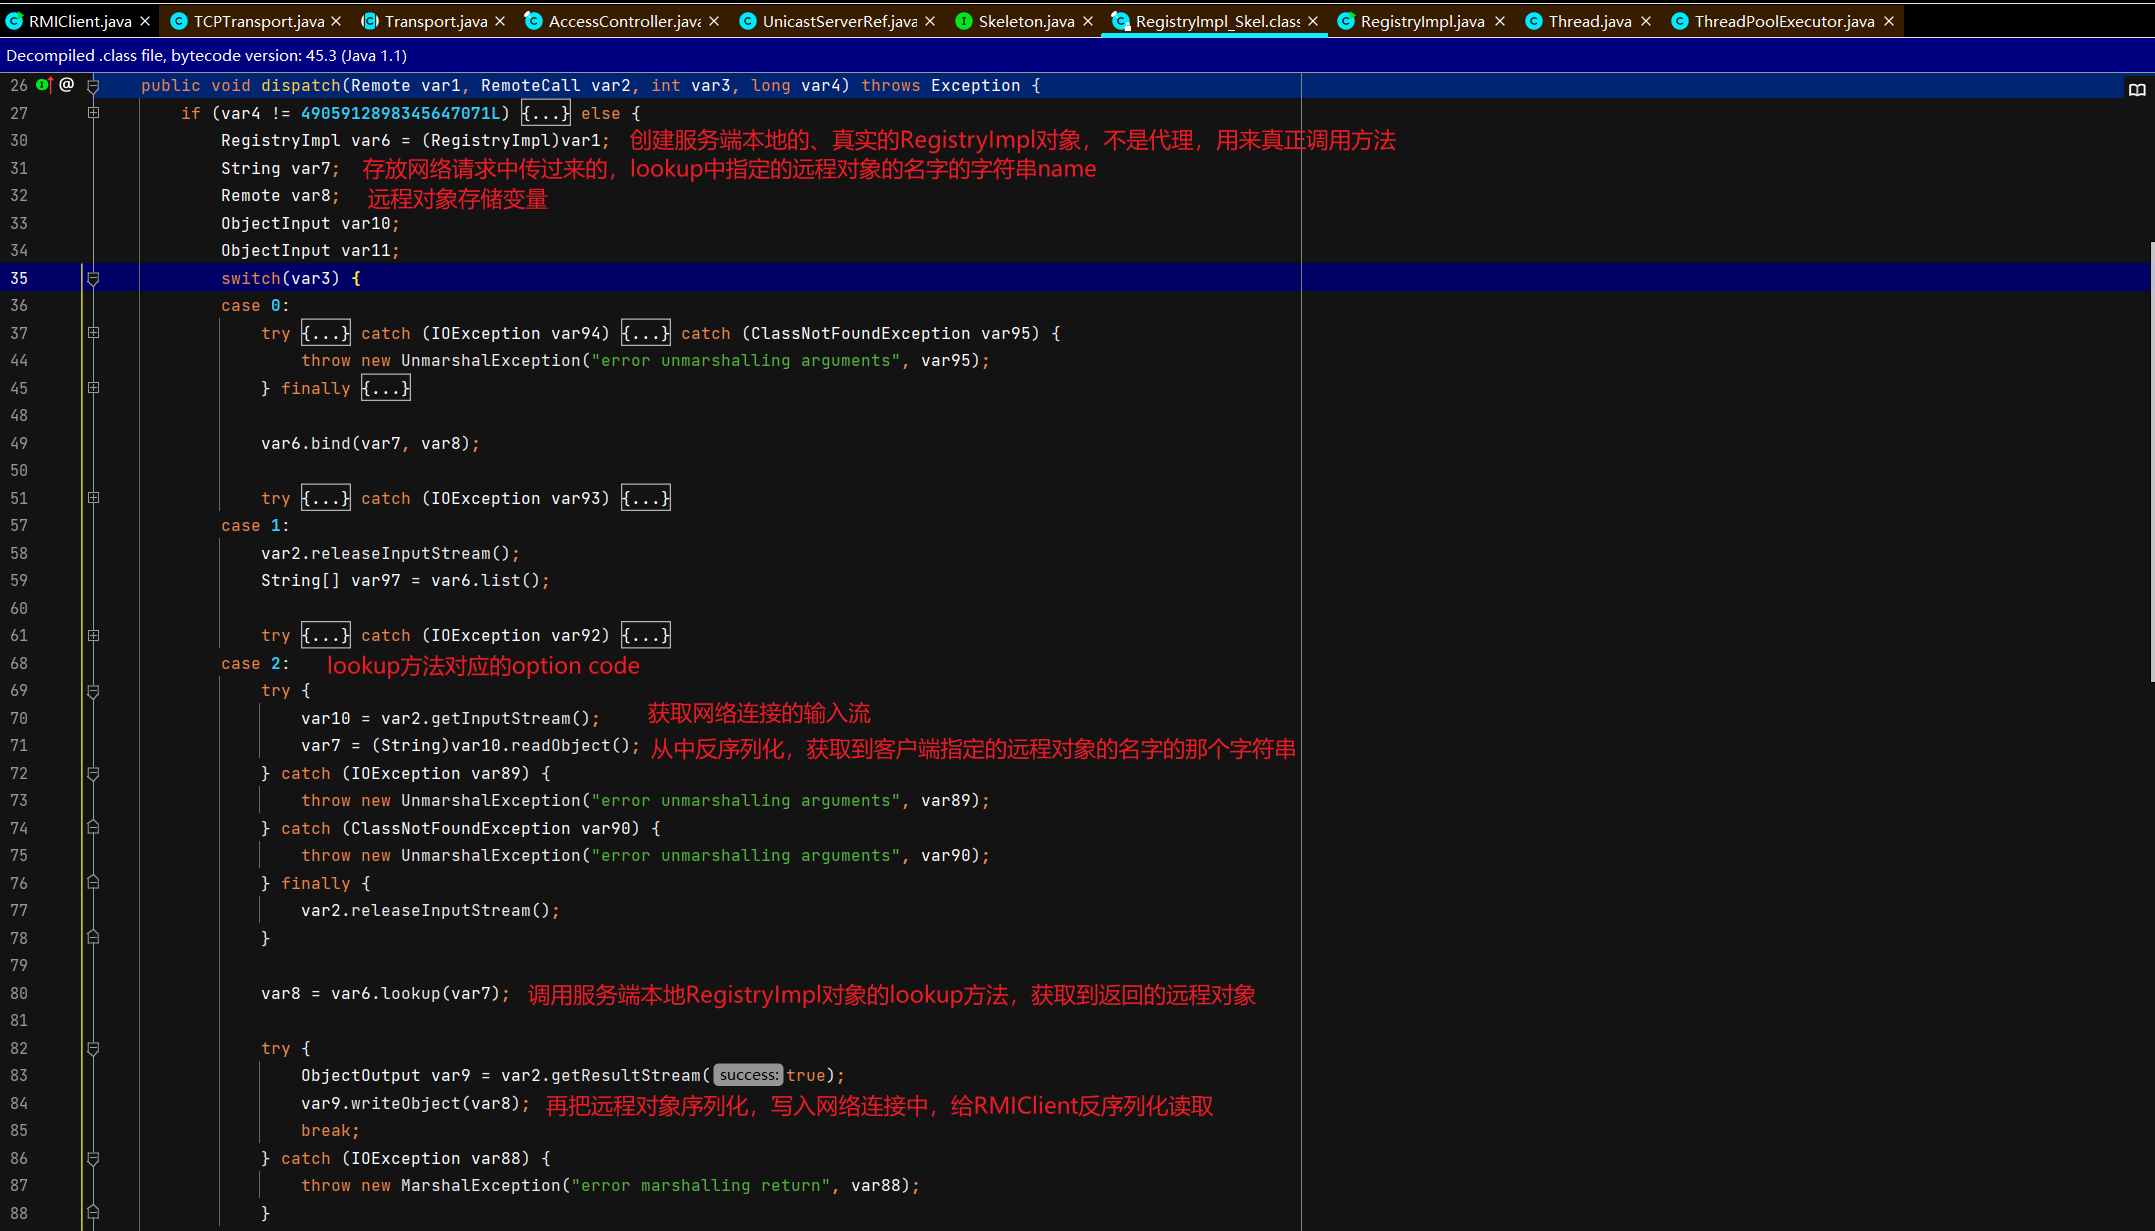 RMIClient.java TCPTransport.java Transport.java AccessController.java UnicastServerRef.java Skeleton.java RegistryImpl_Skel.class RegistryImpl.java Thread.java ThreadPoolExecutor.java
Decompiled .class file, bytecode version: 45.3 (Java 1.1)
26 @ public void dispatch(Remote var1, RemoteCall var2, int var3, long var4) throws Exception {
27 if (var4 != 4905912898345647071L) {...} else {
30 RegistryImpl var6 = (RegistryImpl)var1; 创建服务端本地的、真实的RegistryImpl对象，不是代理，用来真正调用方法
31 String var7; 存放网络请求中传过来的，lookup中指定的远程对象的名字的字符串name
32 Remote var8; 远程对象存储变量
33 ObjectInput var10;
34 ObjectInput var11;
35 switch(var3) {
36 case 0:
37 try {...} catch (IOException var94) {...} catch (ClassNotFoundException var95) {
44 throw new UnmarshalException("error unmarshalling arguments", var95);
45 } finally {...}
48
49 var6.bind(var7, var8);
50
51 try {...} catch (IOException var93) {...}
57 case 1:
58 var2.releaseInputStream();
59 String[] var97 = var6.list();
60
61 try {...} catch (IOException var92) {...}
68 case 2: lookup方法对应的option code
69 try {
70 var10 = var2.getInputStream(); 获取网络连接的输入流
71 var7 = (String)var10.readObject(); 从中反序列化，获取到客户端指定的远程对象的名字的那个字符串
72 } catch (IOException var89) {
73 throw new UnmarshalException("error unmarshalling arguments", var89);
74 } catch (ClassNotFoundException var90) {
75 throw new UnmarshalException("error unmarshalling arguments", var90);
76 } finally {
77 var2.releaseInputStream();
78 }
79
80 var8 = var6.lookup(var7); 调用服务端本地RegistryImpl对象的lookup方法，获取到返回的远程对象
81
82 try {
83 ObjectOutput var9 = var2.getResultStream( success: true);
84 var9.writeObject(var8); 再把远程对象序列化，写入网络连接中，给RMIClient反序列化读取
85 break;
86 } catch (IOException var88) {
87 throw new MarshalException("error marshalling return", var88);
88 }